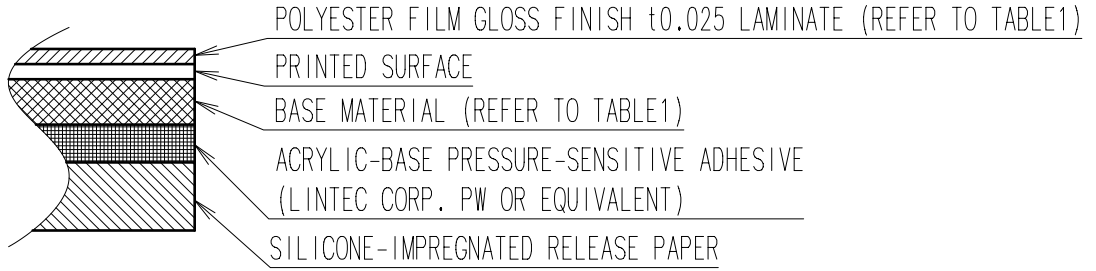 POLYESTER FILM GLOSS FINISH t0.025 LAMINATE (REFER TO TABLE1)
PRINTED SURFACE
BASE MATERIAL (REFER TO TABLE1)
ACRYLIC-BASE PRESSURE-SENSITIVE ADHESIVE
(LINTEC CORP. PW OR EQUIVALENT)
SILICONE-IMPREGNATED RELEASE PAPER